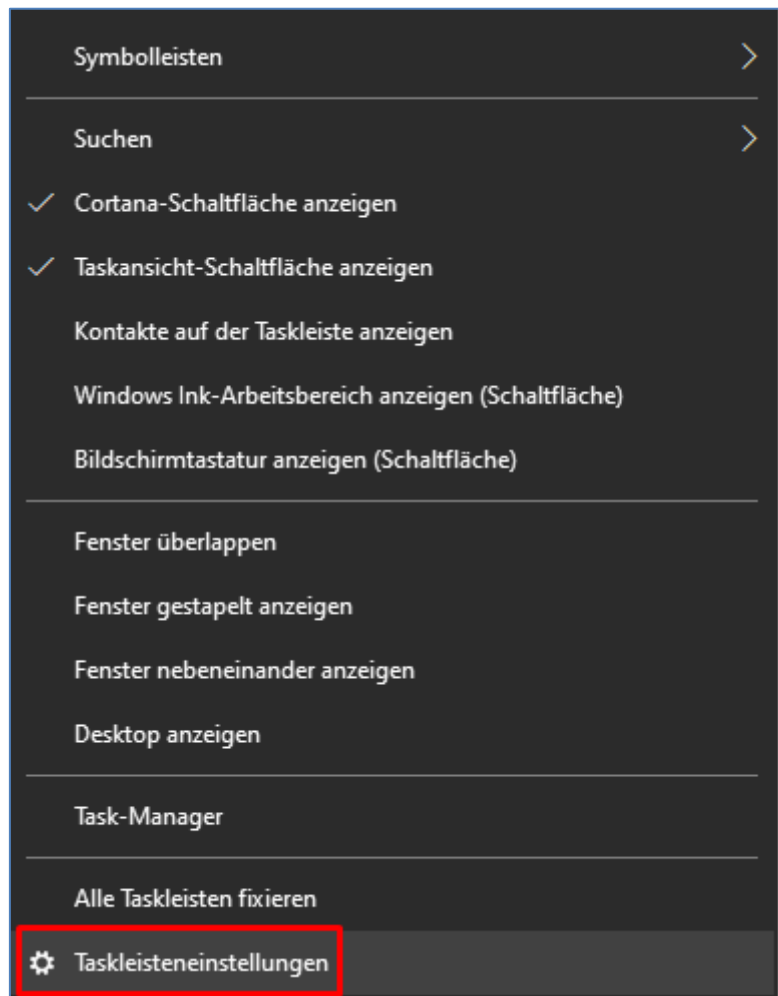 Symbolleisten
Suchen
Cortana-Schaltfläche anzeigen
Taskansicht-Schaltfläche anzeigen
Kontakte auf der Taskleiste anzeigen
Windows Ink-Arbeitsbereich anzeigen (Schaltfläche)
Bildschirmtastatur anzeigen (Schaltfläche)
Fenster überlappen
Fenster gestapelt anzeigen
Fenster nebeneinander anzeigen
Desktop anzeigen
Task-Manager
Alle Taskleisten fixieren
Taskleisteneinstellungen